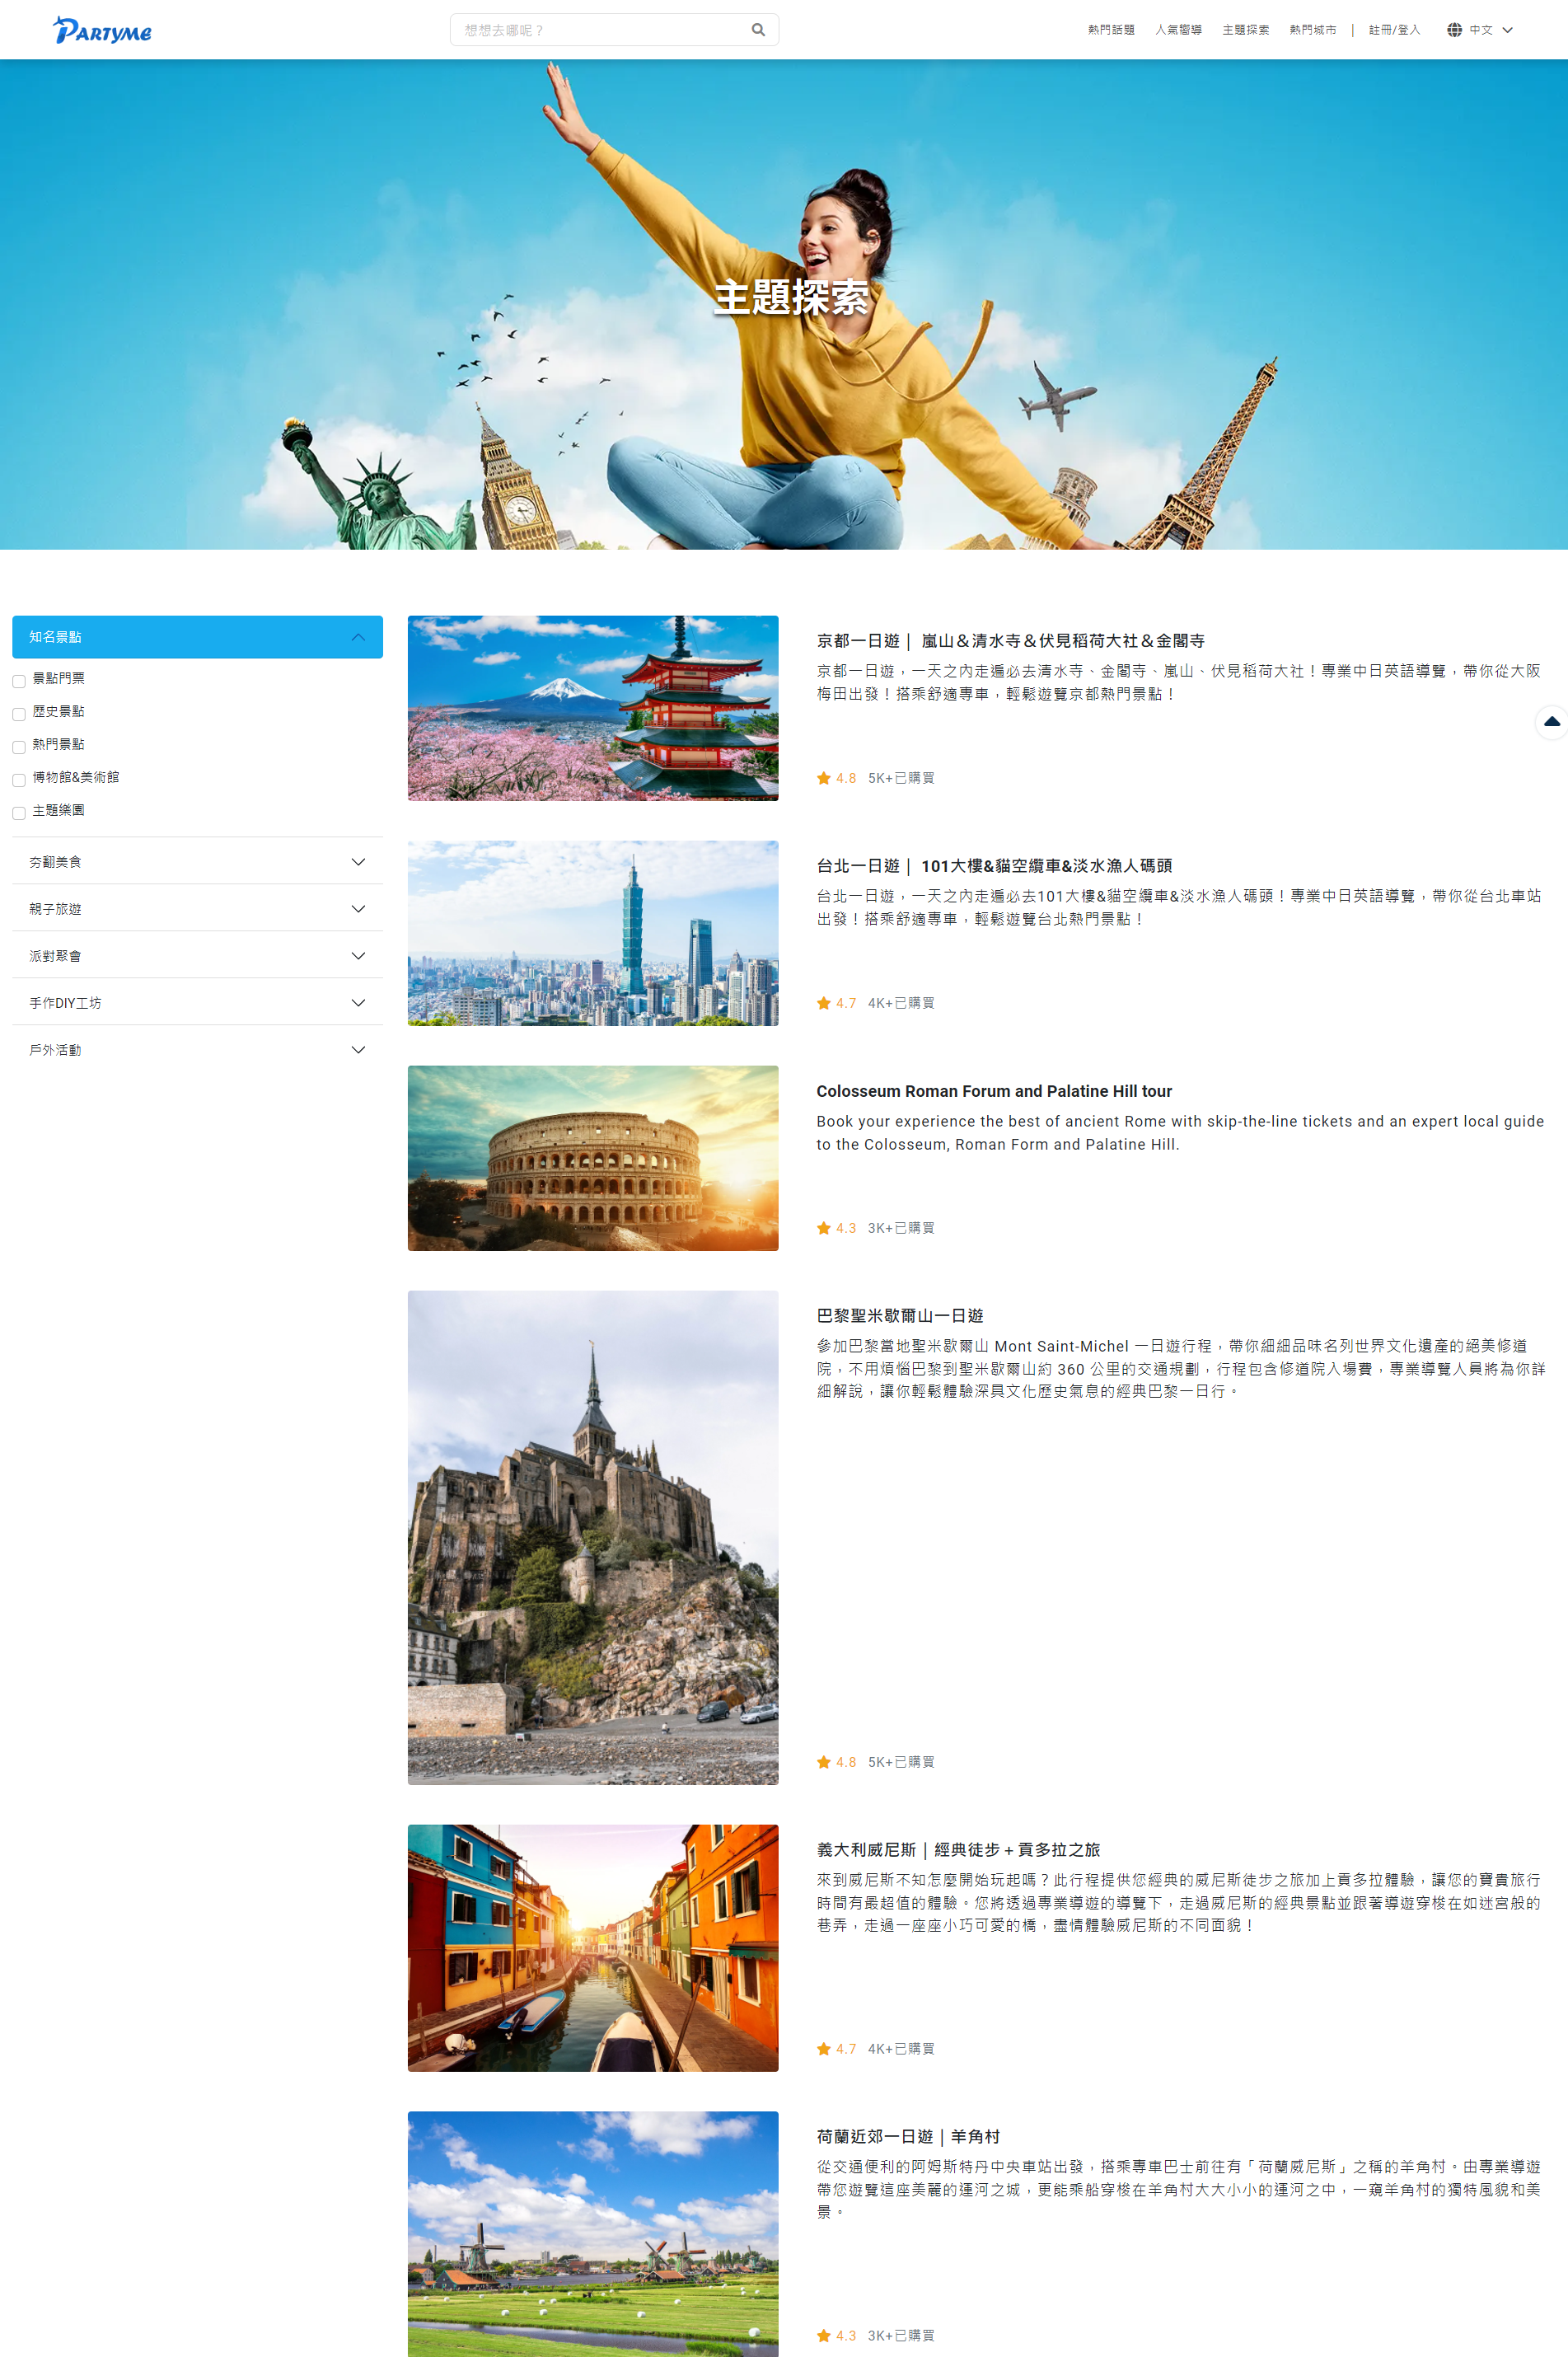 PARTYME
想想去哪呢？
熱門話題 人氣嚮導 主題探索 熱門城市 | 註冊/登入 中文
主題探索
知名景點
景點門票
歷史景點
熱門景點
博物館&美術館
主題樂園
夯翻美食
親子旅遊
派對聚會
手作DIY工坊
戶外活動
京都一日遊｜ 嵐山＆清水寺＆伏見稻荷大社＆金閣寺
京都一日遊，一天之內走遍必去清水寺、金閣寺、嵐山、伏見稻荷大社！專業中日英語導覽，帶你從大阪
梅田出發！搭乘舒適專車，輕鬆遊覽京都熱門景點！
4.8 5K+已購買
台北一日遊｜ 101大樓&貓空纜車&淡水漁人碼頭
台北一日遊，一天之內走遍必去101大樓&貓空纜車&淡水漁人碼頭！專業中日英語導覽，帶你從台北車站
出發！搭乘舒適專車，輕鬆遊覽台北熱門景點！
4.7 4K+已購買
Colosseum Roman Forum and Palatine Hill tour
Book your experience the best of ancient Rome with skip-the-line tickets and an expert local guide
to the Colosseum, Roman Form and Palatine Hill.
4.3 3K+已購買
巴黎聖米歇爾山一日遊
參加巴黎當地聖米歇爾山 Mont Saint-Michel 一日遊行程，帶你細細品味名列世界文化遺產的絕美修道
院，不用煩惱巴黎到聖米歇爾山約 360 公里的交通規劃，行程包含修道院入場費，專業導覽人員將為你詳
細解說，讓你輕鬆體驗深具文化歷史氣息的經典巴黎一日行。
4.8 5K+已購買
義大利威尼斯｜經典徒步＋貢多拉之旅
來到威尼斯不知怎麼開始玩起嗎？此行程提供您經典的威尼斯徒步之旅加上貢多拉體驗，讓您的寶貴旅行
時間有最超值的體驗。您將透過專業導遊的導覽下，走過威尼斯的經典景點並跟著導遊穿梭在如迷宮般的
巷弄，走過一座座小巧可愛的橋，盡情體驗威尼斯的不同面貌！
4.7 4K+已購買
荷蘭近郊一日遊｜羊角村
從交通便利的阿姆斯特丹中央車站出發，搭乘專車巴士前往有「荷蘭威尼斯」之稱的羊角村。由專業導遊
帶您遊覽這座美麗的運河之城，更能乘船穿梭在羊角村大大小小的運河之中，一窺羊角村的獨特風貌和美
景。
4.3 3K+已購買